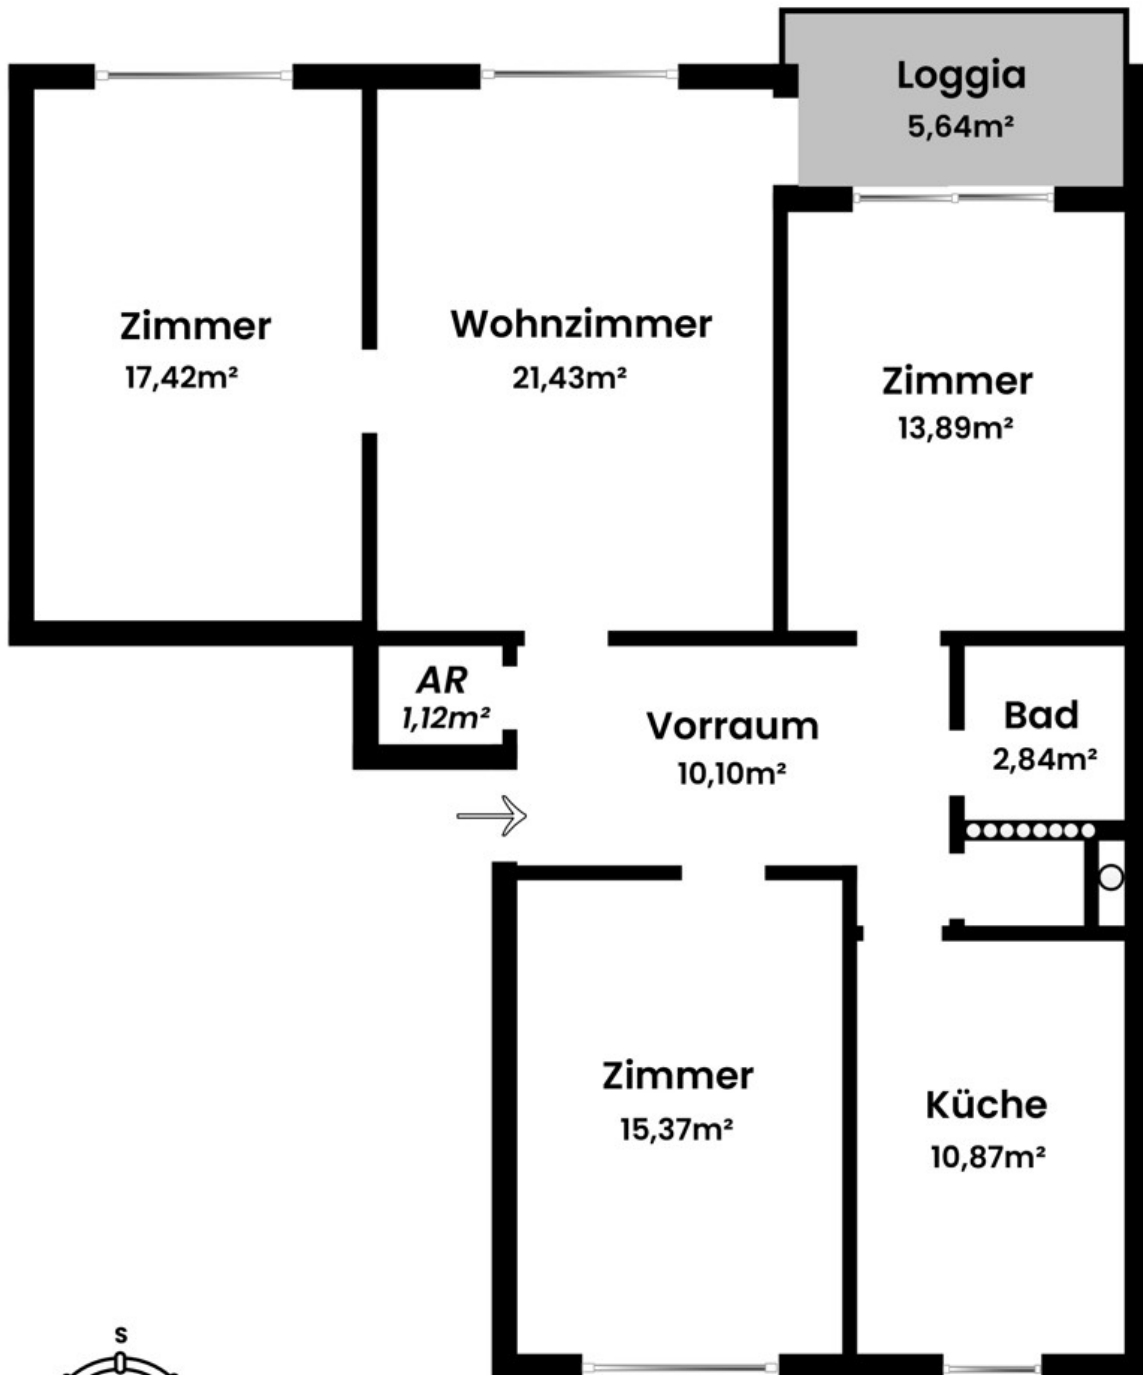 Loggia
5,64m²
Zimmer
17,42m²
Wohnzimmer
21,43m²
Zimmer
13,89m²
AR
1,12m²
Vorraum
10,10m²
Bad
2,84m²
Zimmer
15,37m²
Küche
10,87m²
S